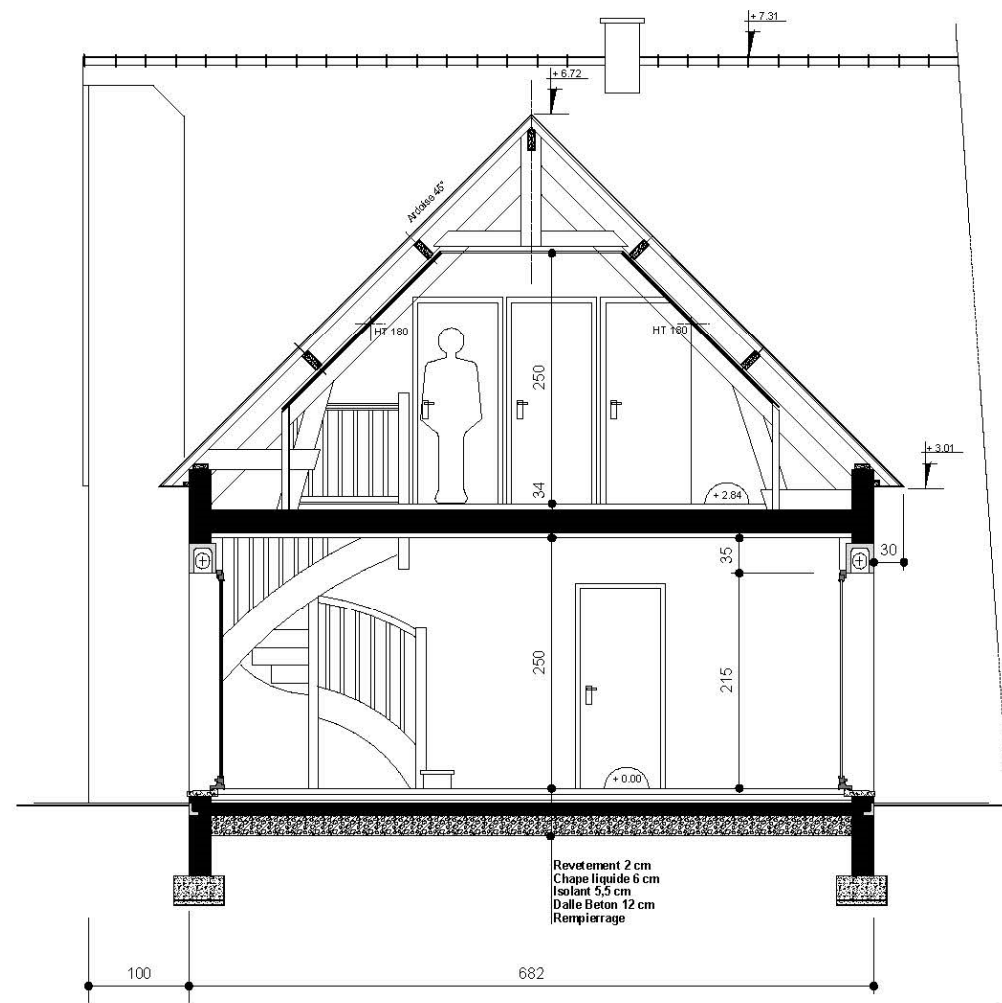 + 7.31
+ 6.72
Ardoise 45°
HT 180
HT 180
250
+ 3.01
34
+ 2.84
35
30
250
215
+ 0.00
Revetement 2 cm
Chape liquide 6 cm
Isolant 5,5 cm
Dalle Beton 12 cm
Rempierrage
100
682